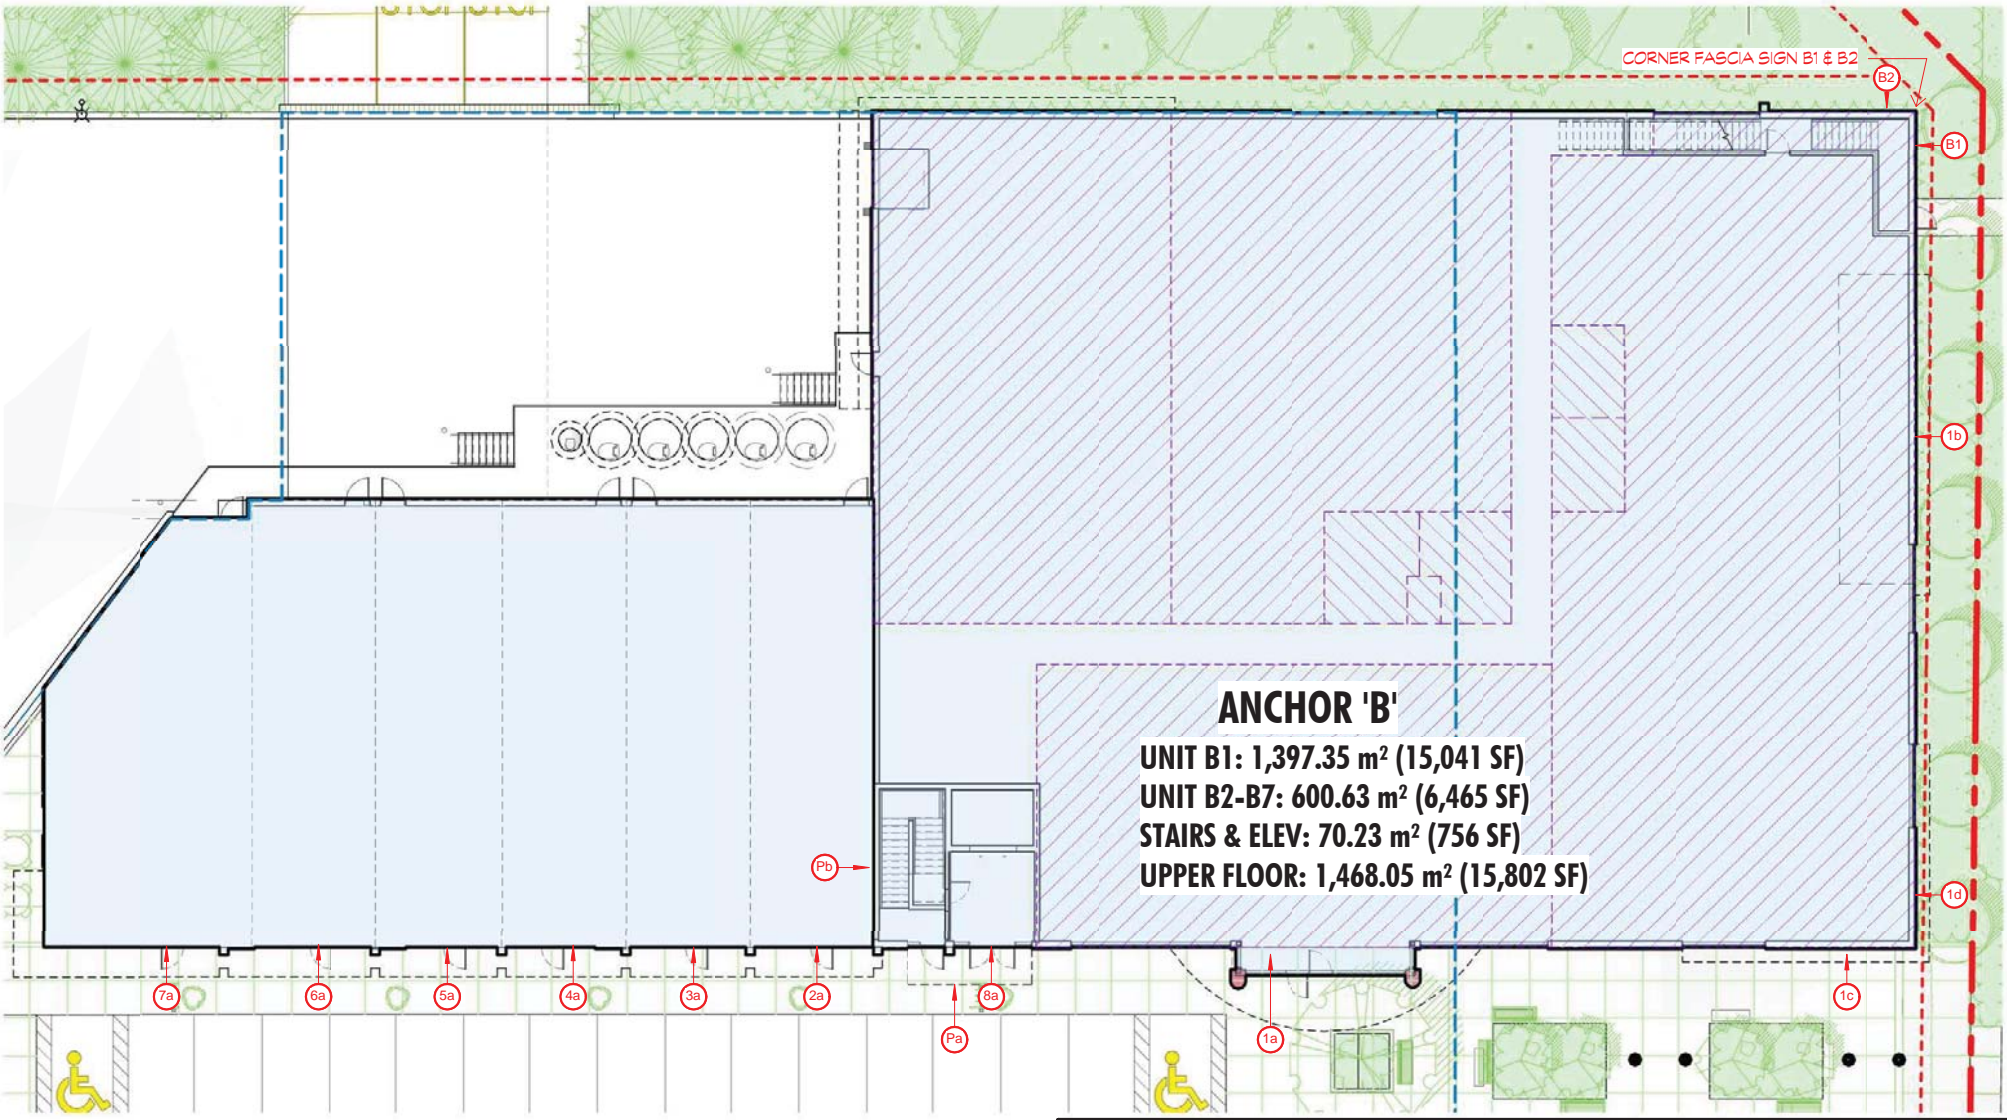 CORNER FASCIA SIGN B1 & B2
B2
B1
1b
ANCHOR 'B'
UNIT B1: 1,397.35 m² (15,041 SF)
UNIT B2-B7: 600.63 m² (6,465 SF)
STAIRS & ELEV: 70.23 m² (756 SF)
UPPER FLOOR: 1,468.05 m² (15,802 SF)
Pb
1d
7a
6a
5a
4a
3a
2a
8a
1c
Pa
1a